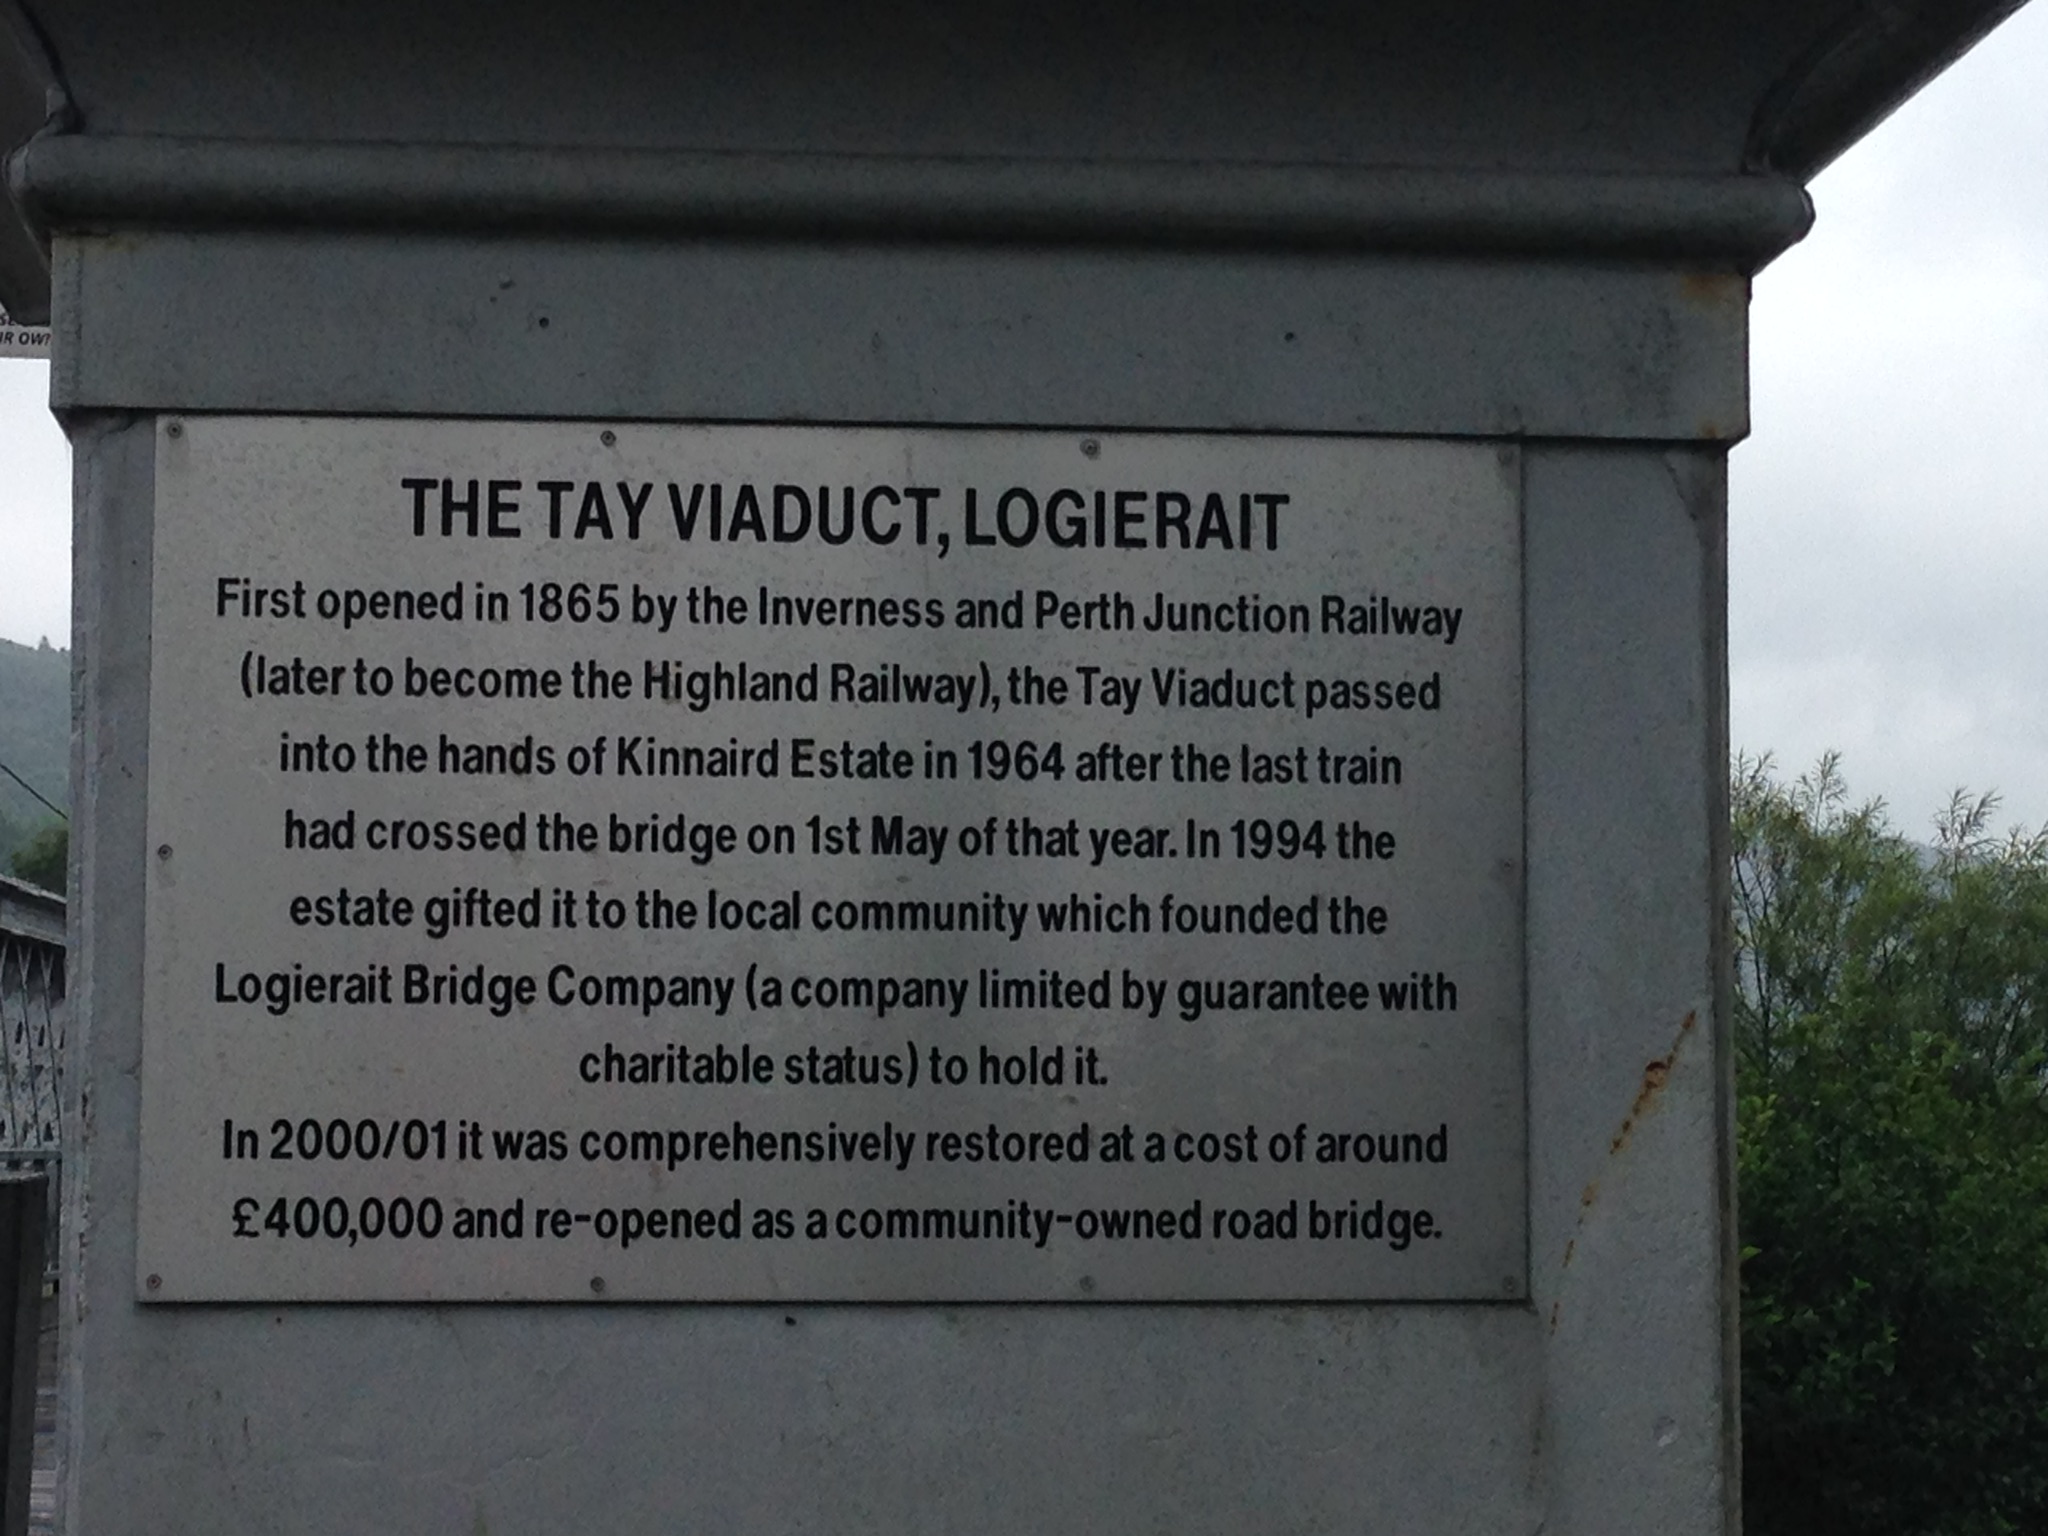 THE TAY VIADUCT, LOGIERAIT
First opened in 1865 by the Inverness and Perth Junction Railway
(later to become the Highland Railway), the Tay Viaduct passed
into the hands of Kinnaird Estate in 1964 after the last train
had crossed the bridge on 1st May of that year. In 1994 the
estate gifted it to the local community which founded the
Logierait Bridge Company (a company limited by guarantee with
charitable status) to hold it.
In 2000/01 it was comprehensively restored at a cost of around
£400,000 and re-opened as a community-owned road bridge.